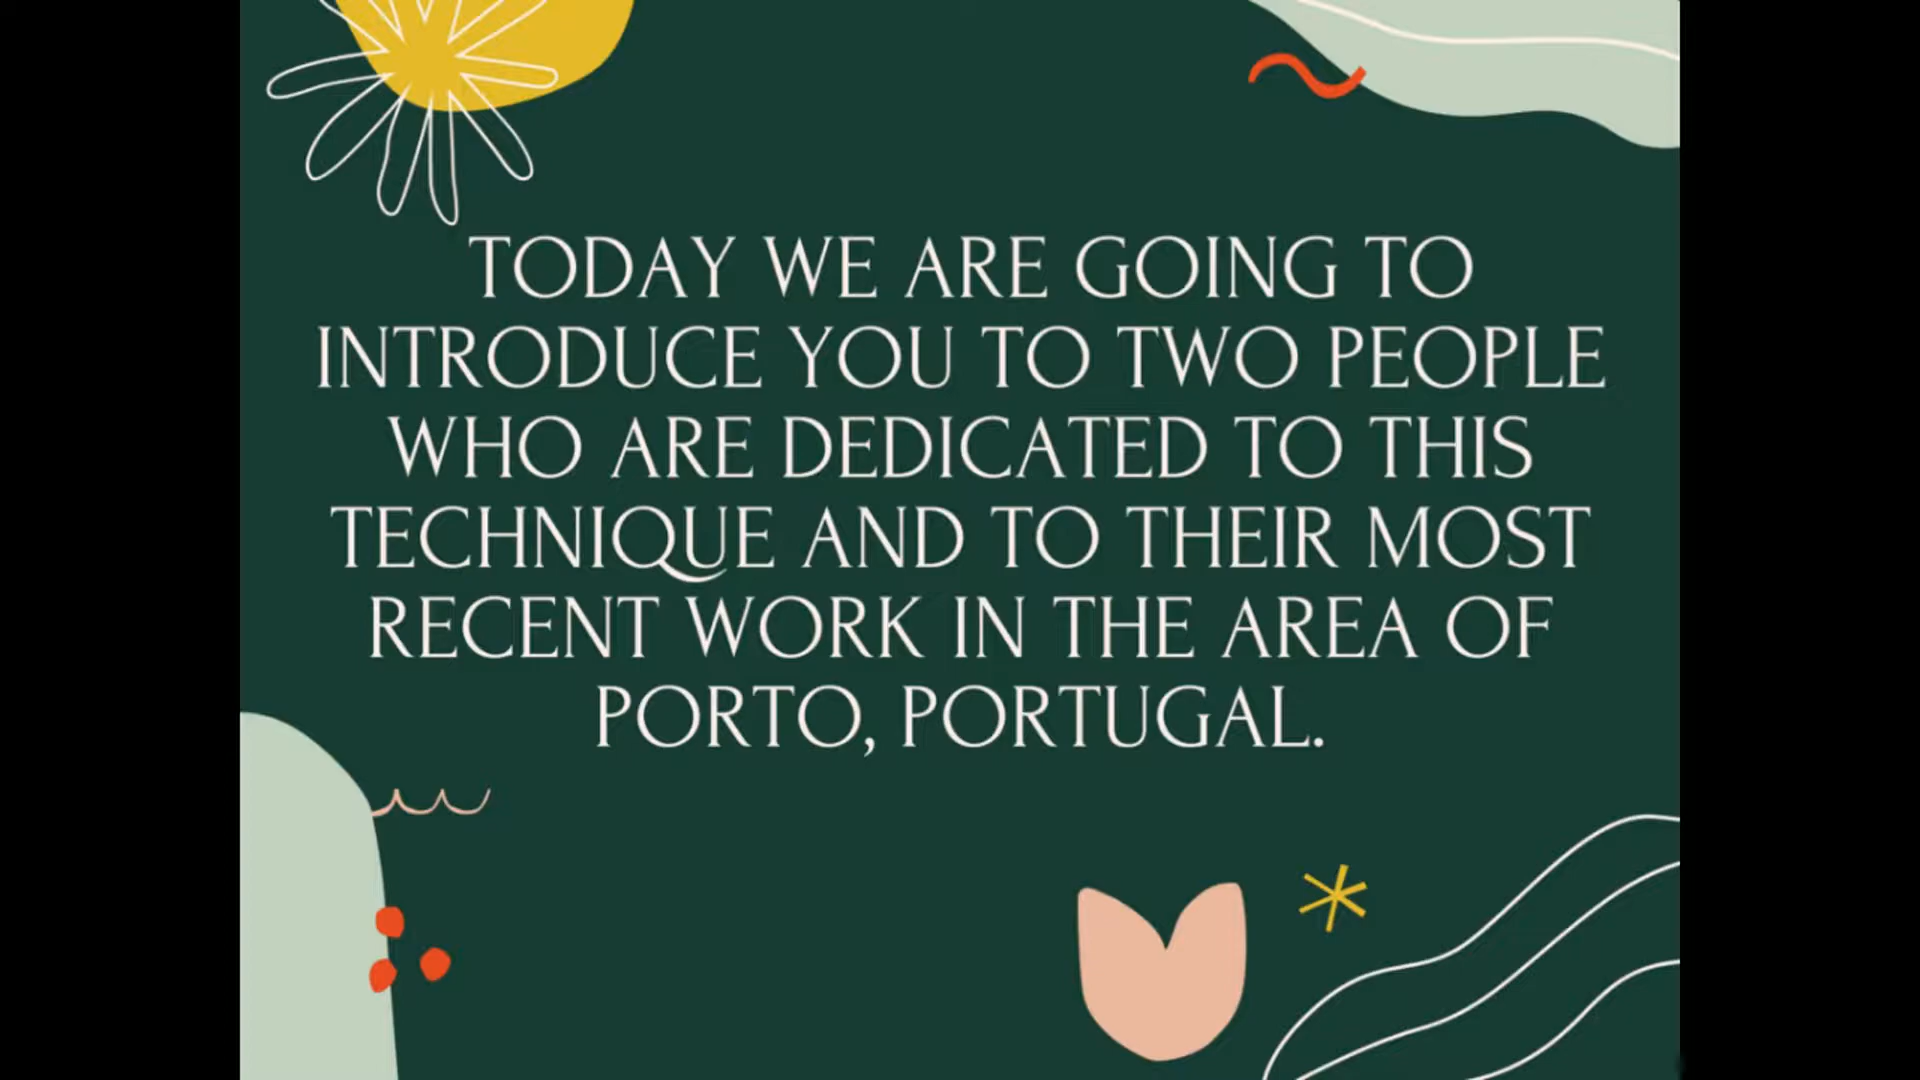 TODAY WE ARE GOING TO
INTRODUCE YOU TO TWO PEOPLE
WHO ARE DEDICATED TO THIS
TECHNIQUE AND TO THEIR MOST
RECENT WORK IN THE AREA OF
PORTO, PORTUGAL.